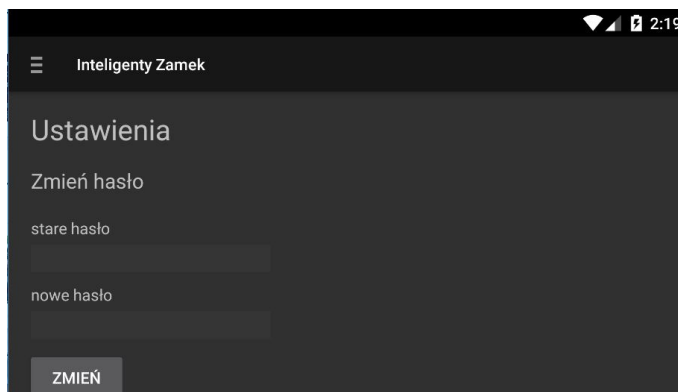 2:19
Inteligenty Zamek
Ustawienia
Zmień hasło
stare hasło
nowe hasło
ZMIEŃ